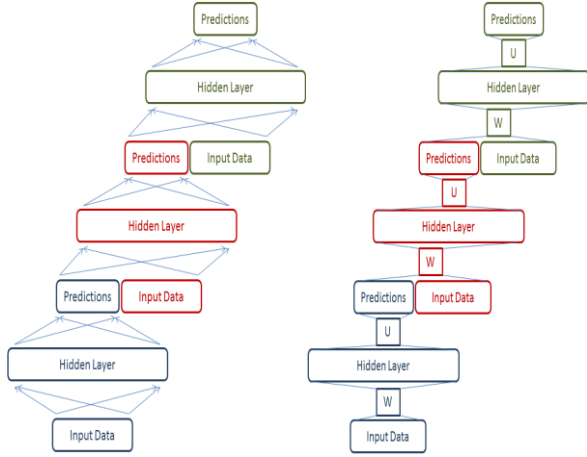 Predictions
Hidden Layer
Predictions Input Data
Hidden Layer
Predictions Input Data
Hidden Layer
Input Data
Predictions
U
Hidden Layer
W
Predictions Input Data
U
Hidden Layer
W
Predictions Input Data
U
Hidden Layer
W
Input Data